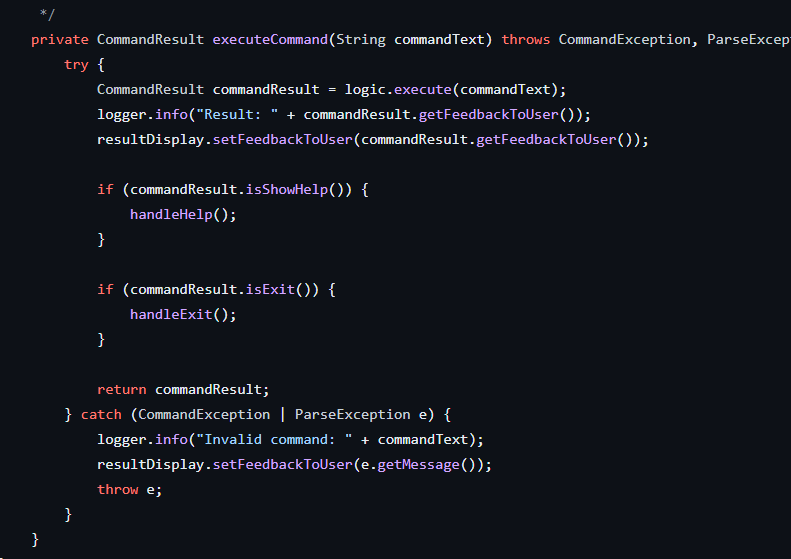 */
private CommandResult executeCommand(String commandText) throws CommandException, ParseExcep
try {
CommandResult commandResult = logic.execute(commandText);
logger.info("Result: " + commandResult.getFeedbackToUser());
resultDisplay.setFeedbackToUser(commandResult.getFeedbackToUser());
if (commandResult.isShowHelp()) {
handleHelp();
}
if (commandResult.isExit()) {
handleExit();
}
return commandResult;
} catch (CommandException | ParseException e) {
logger.info("Invalid command: " + commandText);
resultDisplay.setFeedbackToUser(e.getMessage());
throw e;
}
}